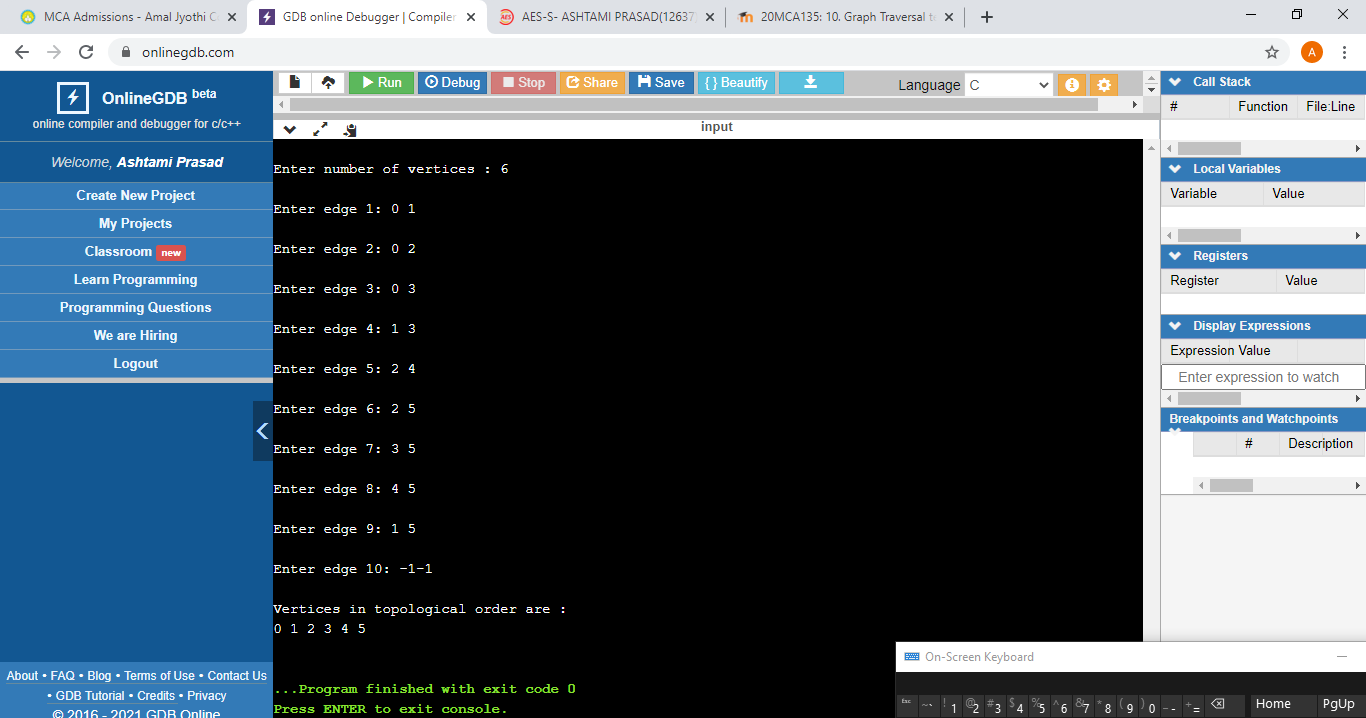 MCA Admissions - Amal Jyothi C
GDB online Debugger | Compiler
AES-S- ASHTAMI PRASAD(12637
20MCA135: 10. Graph Traversal t
onlinegdb.com
A
OnlineGDB beta
online compiler and debugger for c/c++
Welcome, Ashtami Prasad
Create New Project
My Projects
Classroom new
Learn Programming
Programming Questions
We are Hiring
Logout
About • FAQ • Blog • Terms of Use • Contact Us
• GDB Tutorial • Credits • Privacy
© 2016 - 2021 GDB Online
Run Debug Stop Share Save { } Beautify
Language C
input
Enter number of vertices : 6
Enter edge 1: 0 1
Enter edge 2: 0 2
Enter edge 3: 0 3
Enter edge 4: 1 3
Enter edge 5: 2 4
Enter edge 6: 2 5
Enter edge 7: 3 5
Enter edge 8: 4 5
Enter edge 9: 1 5
Enter edge 10: -1-1
Vertices in topological order are :
0 1 2 3 4 5
...Program finished with exit code 0
Press ENTER to exit console.
Call Stack
# Function File:Line
Local Variables
Variable Value
Registers
Register Value
Display Expressions
Expression Value
Enter expression to watch
Breakpoints and Watchpoints
# Description
On-Screen Keyboard
esc ~ ` ! 1 @ 2 # 3 $ 4 % 5 ^ 6 & 7 * 8 ( 9 ) 0 _ - + = Home PgUp